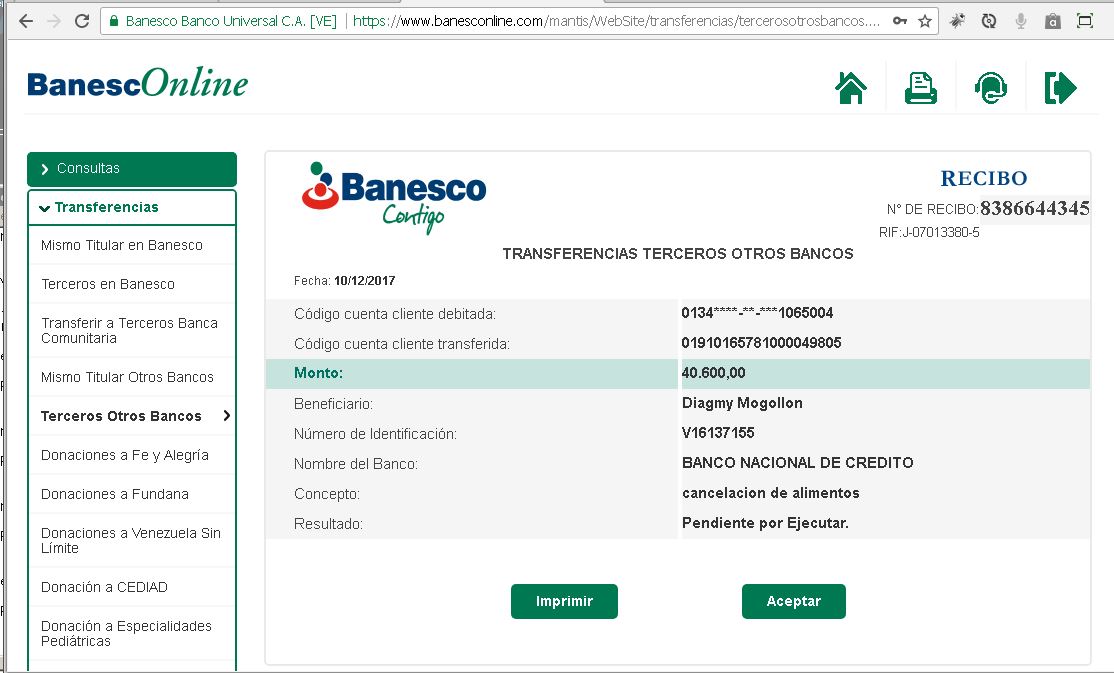 Banesco Banco Universal C.A. [VE] https://www.banesconline.com/mantis/WebSite/transferencias/tercerosotrosbancos....
BanescOnline
Consultas
Transferencias
Mismo Titular en Banesco
Terceros en Banesco
Transferir a Terceros Banca
Comunitaria
Mismo Titular Otros Bancos
Terceros Otros Bancos
Donaciones a Fe y Alegría
Donaciones a Fundana
Donaciones a Venezuela Sin
Límite
Donación a CEDIAD
Donación a Especialidades
Pediátricas
Banesco
Contigo
RECIBO
N° DE RECIBO:8386644345
RIF:J-07013380-5
TRANSFERENCIAS TERCEROS OTROS BANCOS
Fecha: 10/12/2017
Código cuenta cliente debitada: 0134****-**-***1065004
Código cuenta cliente transferida: 01910165781000049805
Monto: 40.600,00
Beneficiario: Diagmy Mogollon
Número de Identificación: V16137155
Nombre del Banco: BANCO NACIONAL DE CREDITO
Concepto: cancelacion de alimentos
Resultado: Pendiente por Ejecutar.
Imprimir Aceptar